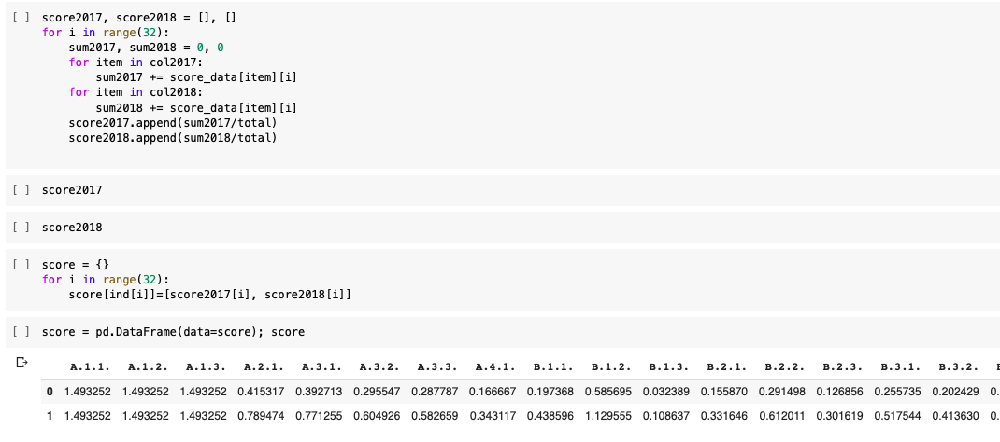 [ ] score2017, score2018 = [], []
for i in range(32):
sum2017, sum2018 = 0, 0
for item in col2017:
sum2017 += score_data[item][i]
for item in col2018:
sum2018 += score_data[item][i]
score2017.append(sum2017/total)
score2018.append(sum2018/total)
[ ] score2017
[ ] score2018
[ ] score = {}
for i in range(32):
score[ind[i]]=[score2017[i], score2018[i]]
[ ] score = pd.DataFrame(data=score); score
A.1.1. A.1.2. A.1.3. A.2.1. A.3.1. A.3.2. A.3.3. A.4.1. B.1.1. B.1.2. B.1.3. B.2.1. B.2.2. B.2.3. B.3.1. B.3.2.
0 1.493252 1.493252 1.493252 0.415317 0.392713 0.295547 0.287787 0.166667 0.197368 0.585695 0.032389 0.155870 0.291498 0.126856 0.255735 0.202429 0.
1 1.493252 1.493252 1.493252 0.789474 0.771255 0.604926 0.582659 0.343117 0.438596 1.129555 0.108637 0.331646 0.612011 0.301619 0.517544 0.413630 0.